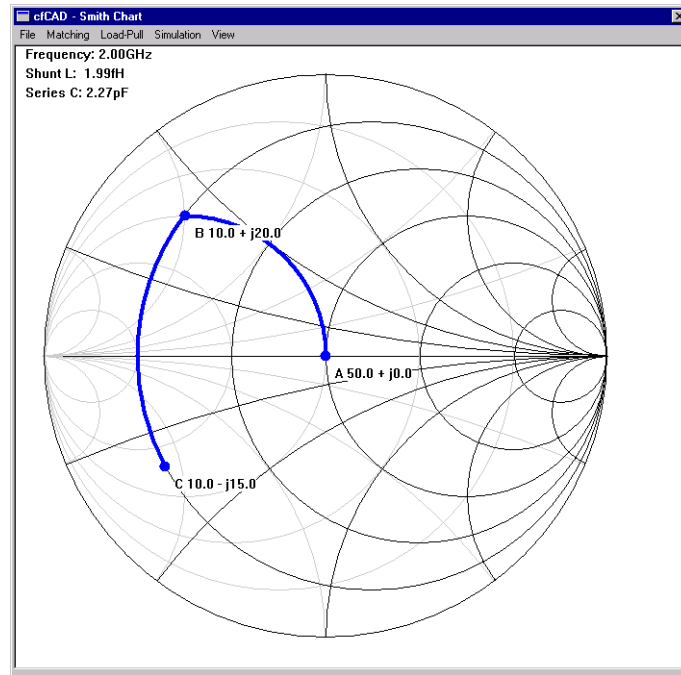 cfCAD - Smith Chart
File Matching Load-Pull Simulation View
Frequency: 2.00GHz
Shunt L: 1.99fH
Series C: 2.27pF
B 10.0 + j20.0
A 50.0 + j0.0
C 10.0 - j15.0